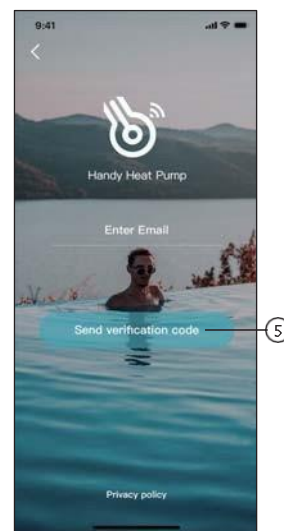 9:41
Handy Heat Pump
Enter Email
Send verification code
5
Privacy policy